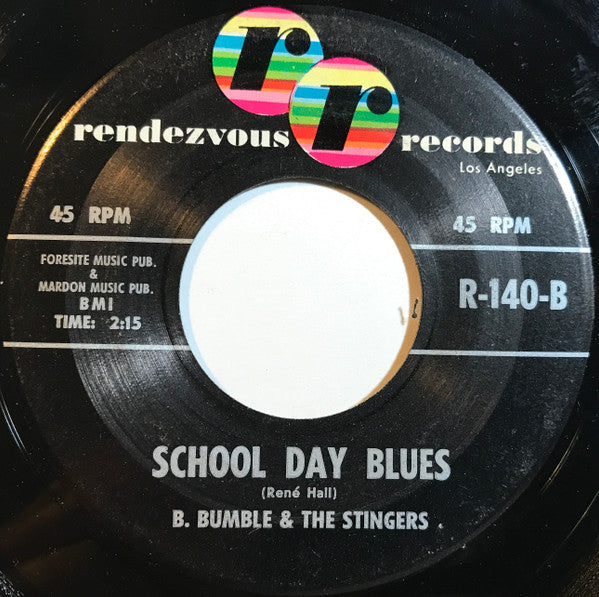 r r
rendezvous records
Los Angeles
45 RPM 45 RPM
FORESITE MUSIC PUB.
&
MARDON MUSIC PUB.
BMI
TIME: 2:15
R-140-B
SCHOOL DAY BLUES
(René Hall)
B. BUMBLE & THE STINGERS